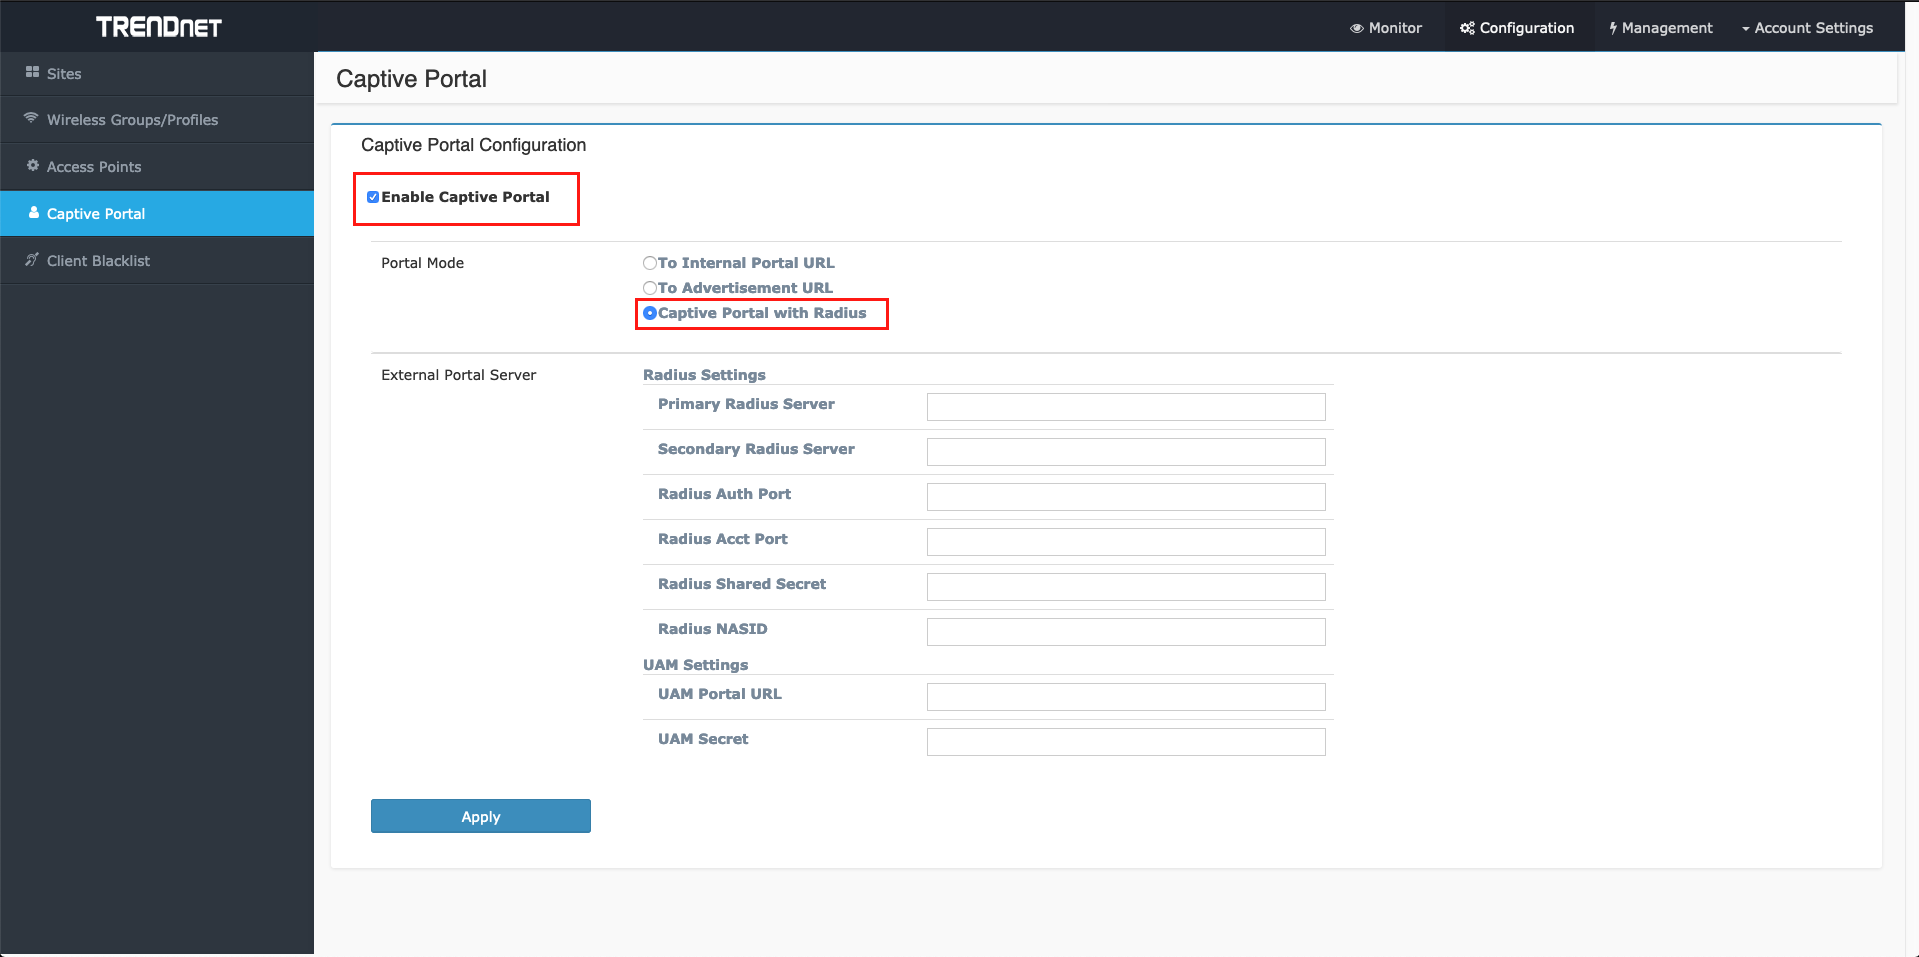 TRENDNET
Monitor
Configuration
Management
Account Settings
Sites
Wireless Groups/Profiles
Access Points
Captive Portal
Client Blacklist
Captive Portal
Captive Portal Configuration
Enable Captive Portal
Portal Mode
To Internal Portal URL
To Advertisement URL
Captive Portal with Radius
External Portal Server
Radius Settings
Primary Radius Server
Secondary Radius Server
Radius Auth Port
Radius Acct Port
Radius Shared Secret
Radius NASID
UAM Settings
UAM Portal URL
UAM Secret
Apply